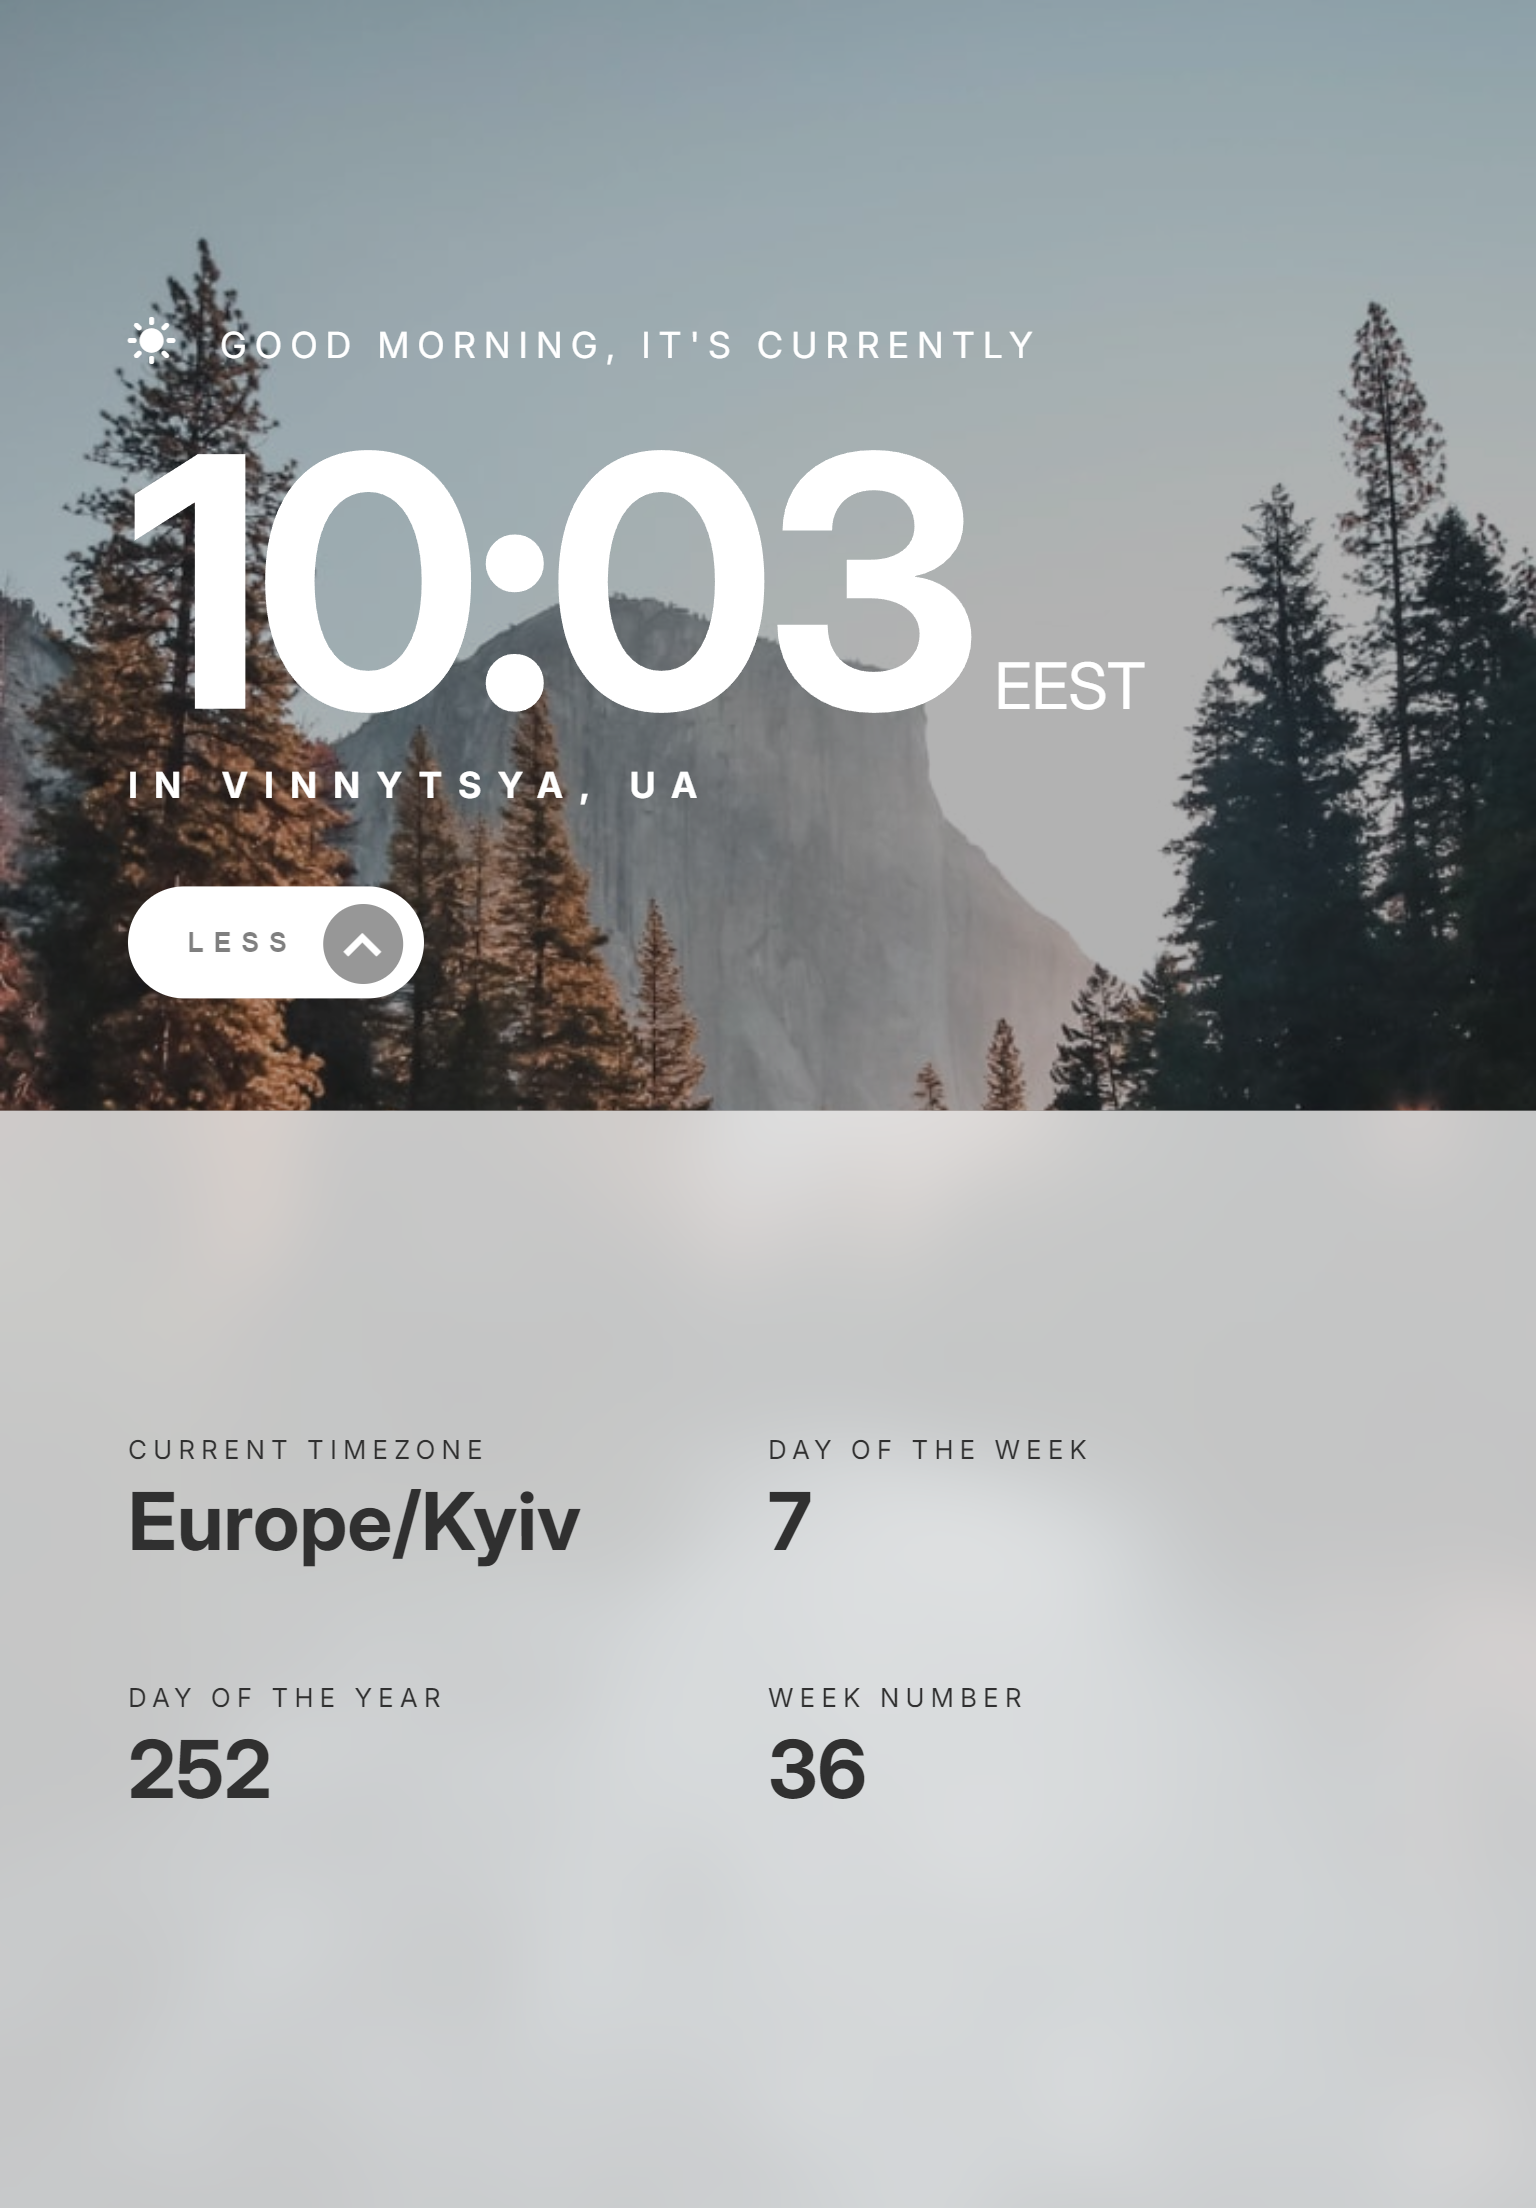 GOOD MORNING, IT'S CURRENTLY
10:03 EEST
IN VINNYTSYA, UA
LESS
CURRENT TIMEZONE
Europe/Kyiv
DAY OF THE WEEK
7
DAY OF THE YEAR
252
WEEK NUMBER
36